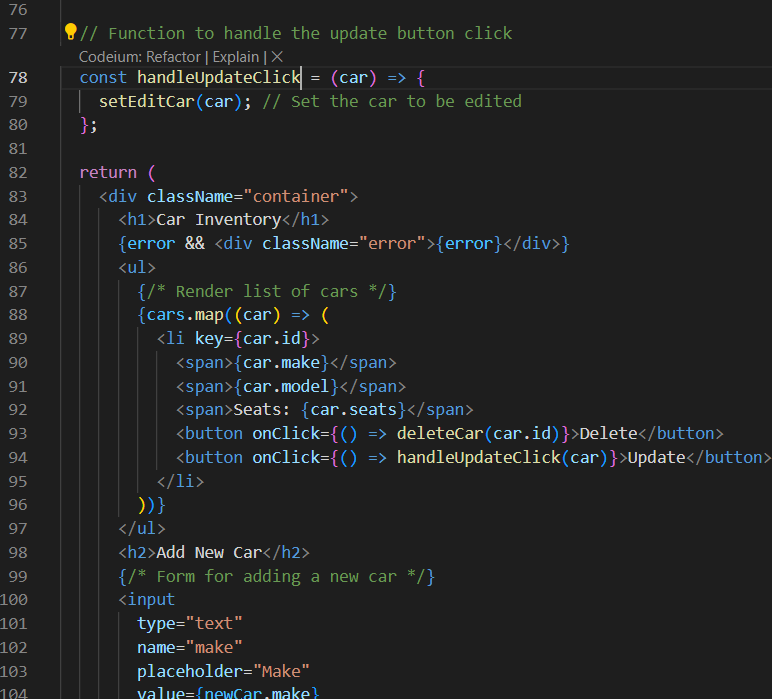 76
77 // Function to handle the update button click
Codeium: Refactor | Explain | ×
78 const handleUpdateClick = (car) => {
79 setEditCar(car); // Set the car to be edited
80 };
81
82 return (
83 <div className="container">
84 <h1>Car Inventory</h1>
85 {error && <div className="error">{error}</div>}
86 <ul>
87 {/* Render list of cars */}
88 {cars.map((car) => (
89 <li key={car.id}>
90 <span>{car.make}</span>
91 <span>{car.model}</span>
92 <span>Seats: {car.seats}</span>
93 <button onClick={() => deleteCar(car.id)}>Delete</button>
94 <button onClick={() => handleUpdateClick(car)}>Update</button>
95 </li>
96 ))}
97 </ul>
98 <h2>Add New Car</h2>
99 {/* Form for adding a new car */}
100 <input
101 type="text"
102 name="make"
103 placeholder="Make"
104 value={newCar.make}